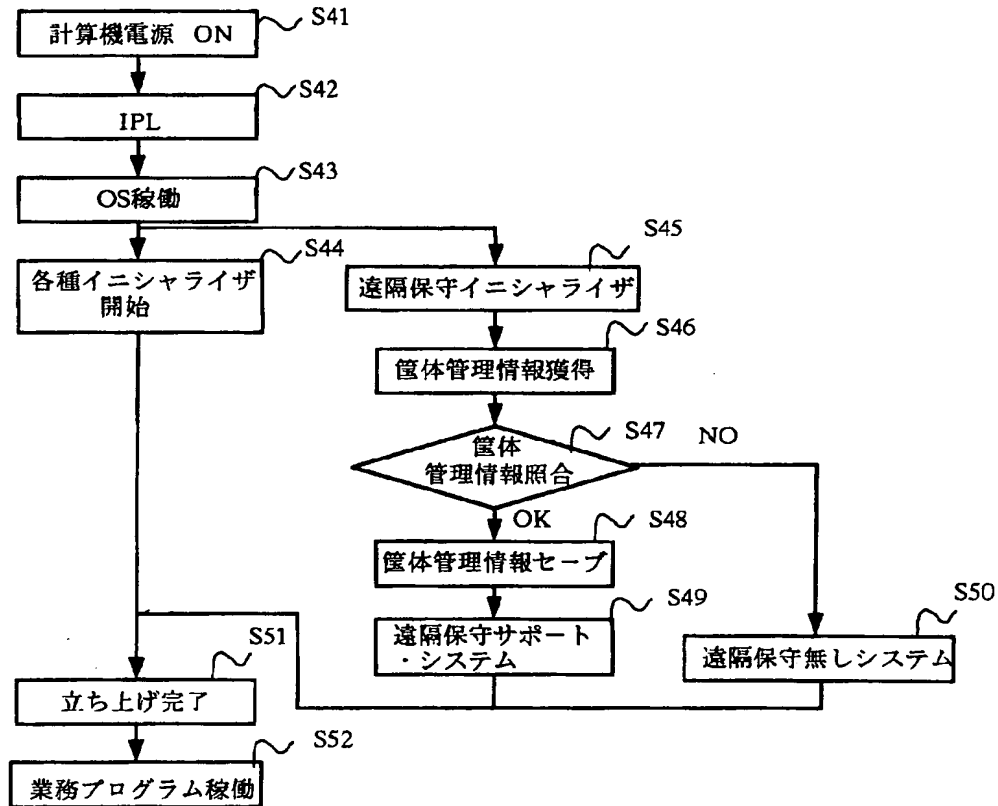 計算機電源 ON
S41
IPL
S42
OS稼働
S43
各種イニシャライザ
開始
S44
遠隔保守イニシャライザ
S45
筐体管理情報獲得
S46
筐体
管理情報照合
S47
NO
OK
筐体管理情報セーブ
S48
遠隔保守サポート
・システム
S49
遠隔保守無しシステム
S50
立ち上げ完了
S51
業務プログラム稼働
S52